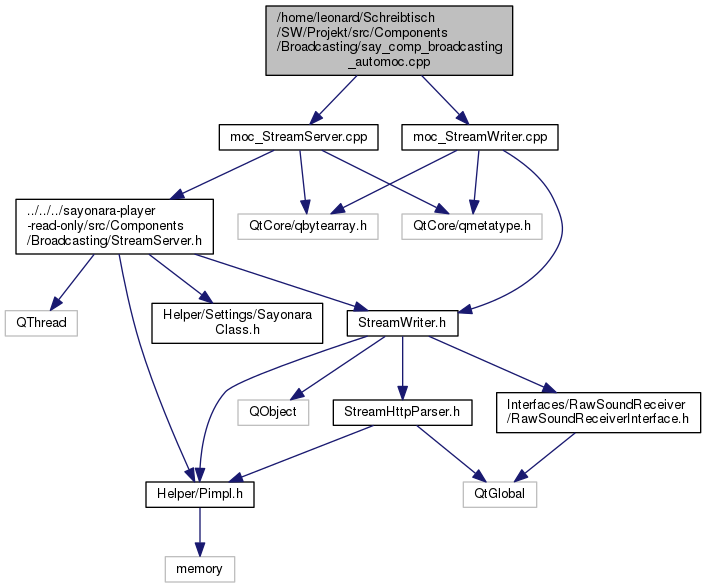 /home/leonard/Schreibtisch
/SW/Projekt/src/Components
/Broadcasting/say_comp_broadcasting
_automoc.cpp
moc_StreamServer.cpp
moc_StreamWriter.cpp
../../../sayonara-player
-read-only/src/Components
/Broadcasting/StreamServer.h
QtCore/qbytearray.h
QtCore/qmetatype.h
QThread
Helper/Settings/Sayonara
Class.h
StreamWriter.h
QObject
StreamHttpParser.h
Interfaces/RawSoundReceiver
/RawSoundReceiverInterface.h
Helper/Pimpl.h
QtGlobal
memory